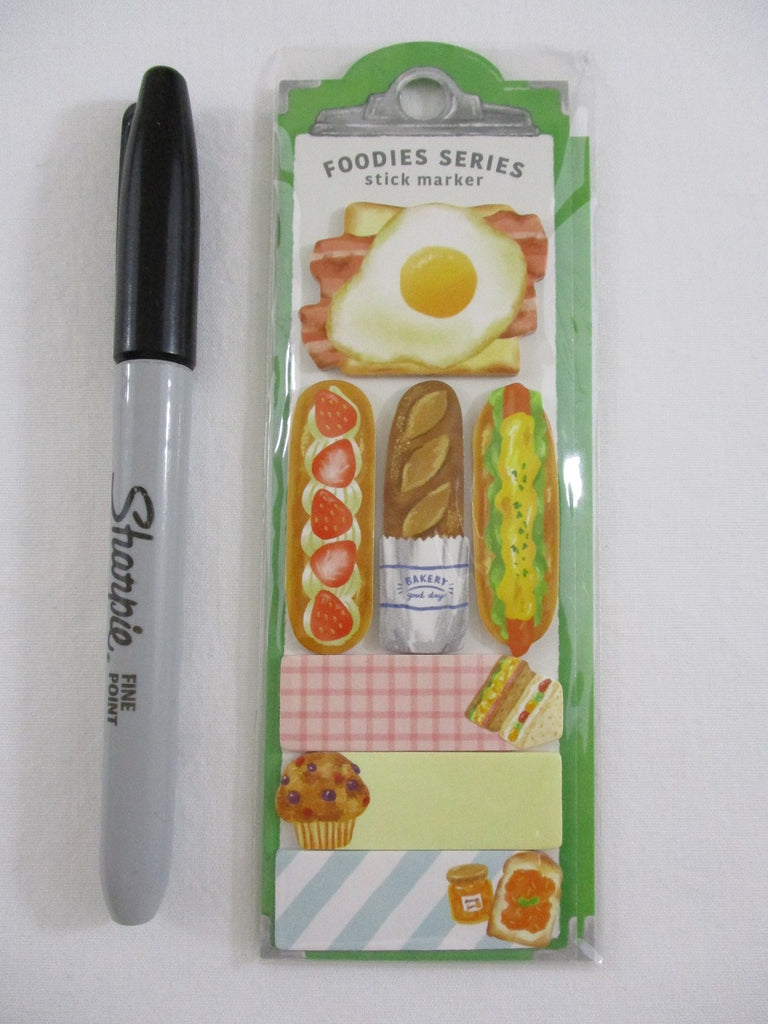 FOODIES SERIES
stick marker
BAKERY
good day!
Sharpie
FINE
POINT